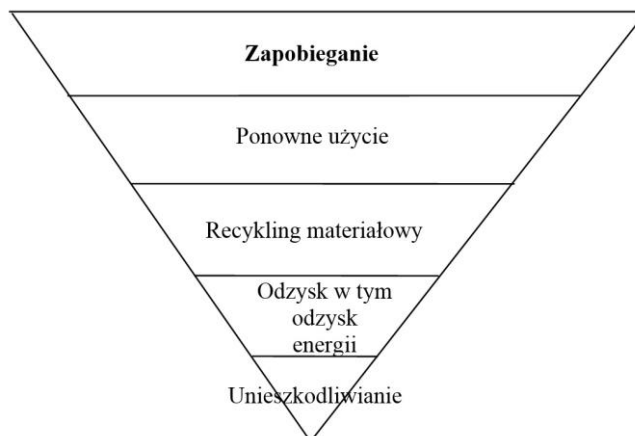 Zapobieganie
Ponowne użycie
Recykling materiałowy
Odzysk w tym
odzysk
energii
Unieszkodliwianie